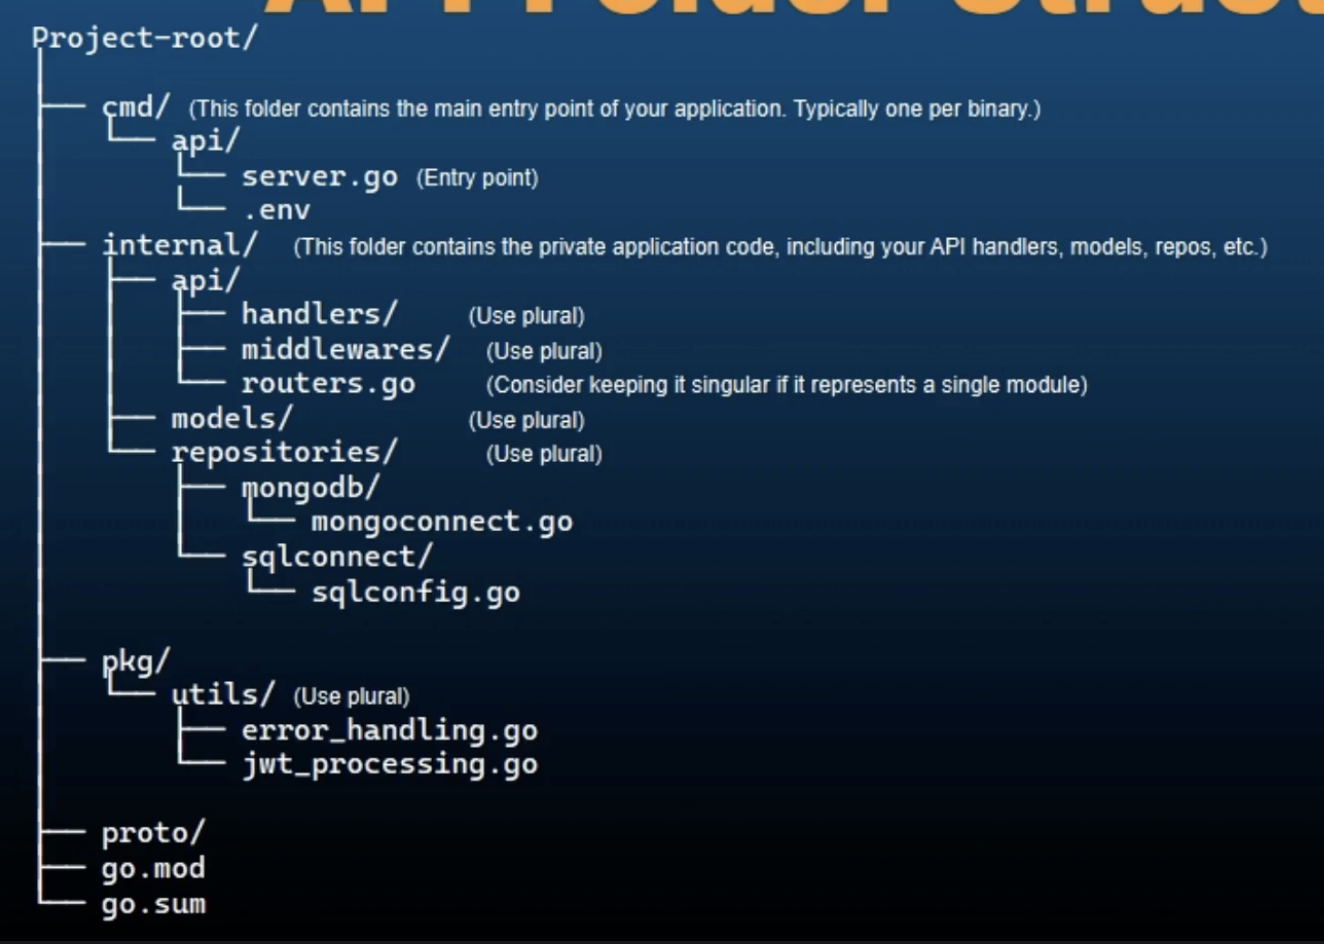 API Folder Struct
Project-root/
cmd/ (This folder contains the main entry point of your application. Typically one per binary.)
api/
server.go (Entry point)
.env
internal/ (This folder contains the private application code, including your API handlers, models, repos, etc.)
api/
handlers/ (Use plural)
middlewares/ (Use plural)
routers.go (Consider keeping it singular if it represents a single module)
models/ (Use plural)
repositories/ (Use plural)
mongodb/
mongoconnect.go
sqlconnect/
sqlconfig.go
pkg/
utils/ (Use plural)
error_handling.go
jwt_processing.go
proto/
go.mod
go.sum